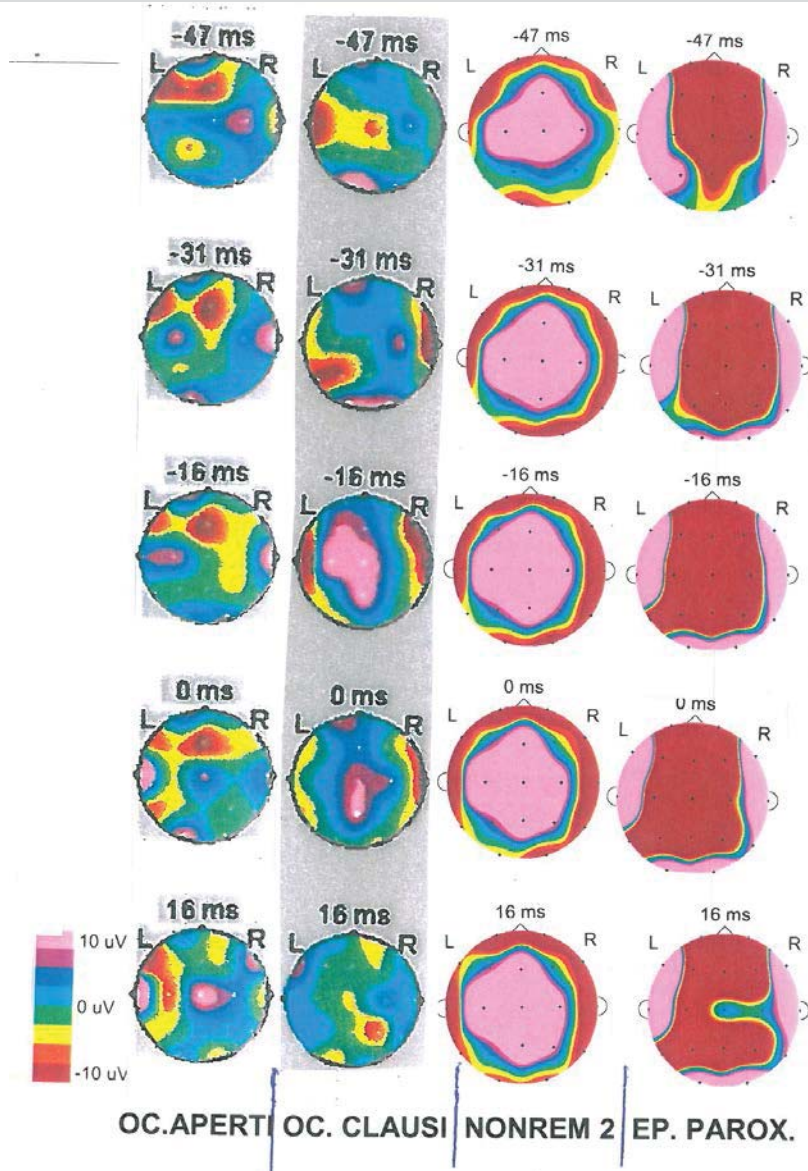 -47 ms -47 ms -47 ms -47 ms
L R L R L R L R
-31 ms -31 ms -31 ms -31 ms
L R L R L R L R
-16 ms -16 ms -16 ms -16 ms
L R L R L R L R
0 ms 0 ms 0 ms 0 ms
L R L R L R L R
16 ms 16 ms 16 ms 16 ms
L R L R L R L R
10 uV
0 uV
-10 uV
OC.APERTI OC. CLAUSI NONREM 2 EP. PAROX.